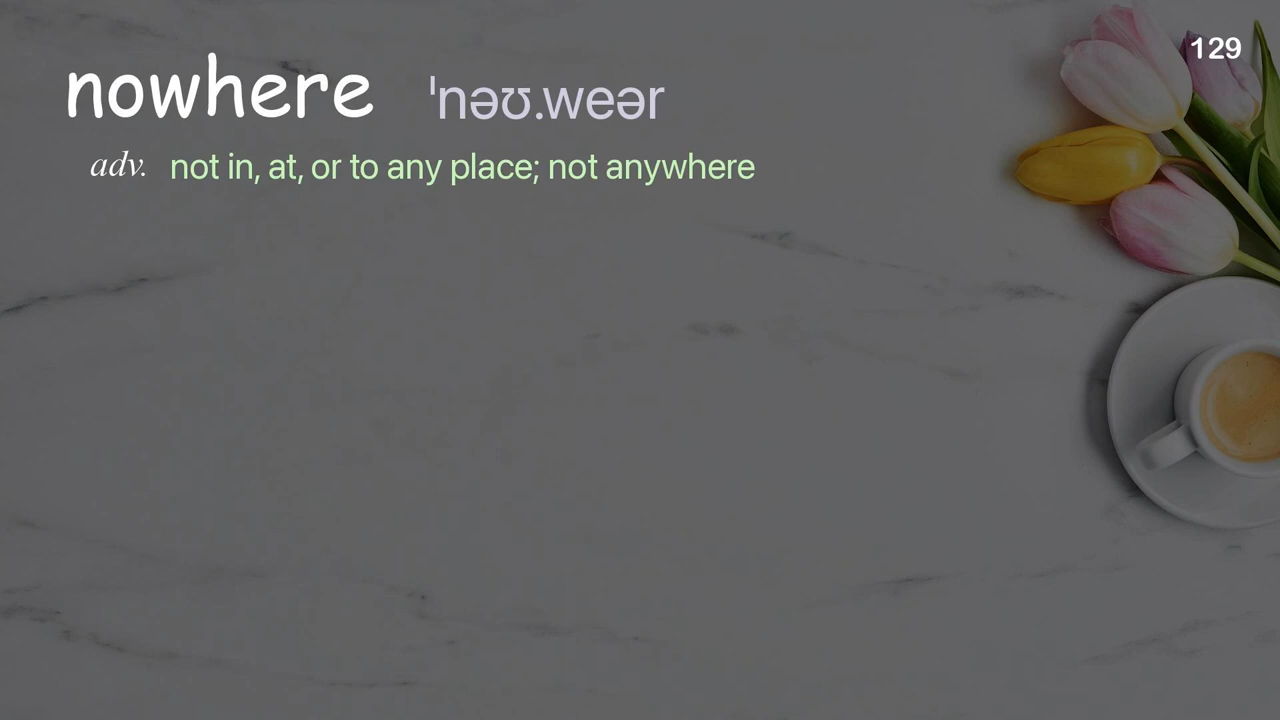 129
nowhere ˈnəʊ.weər
adv. not in, at, or to any place; not anywhere